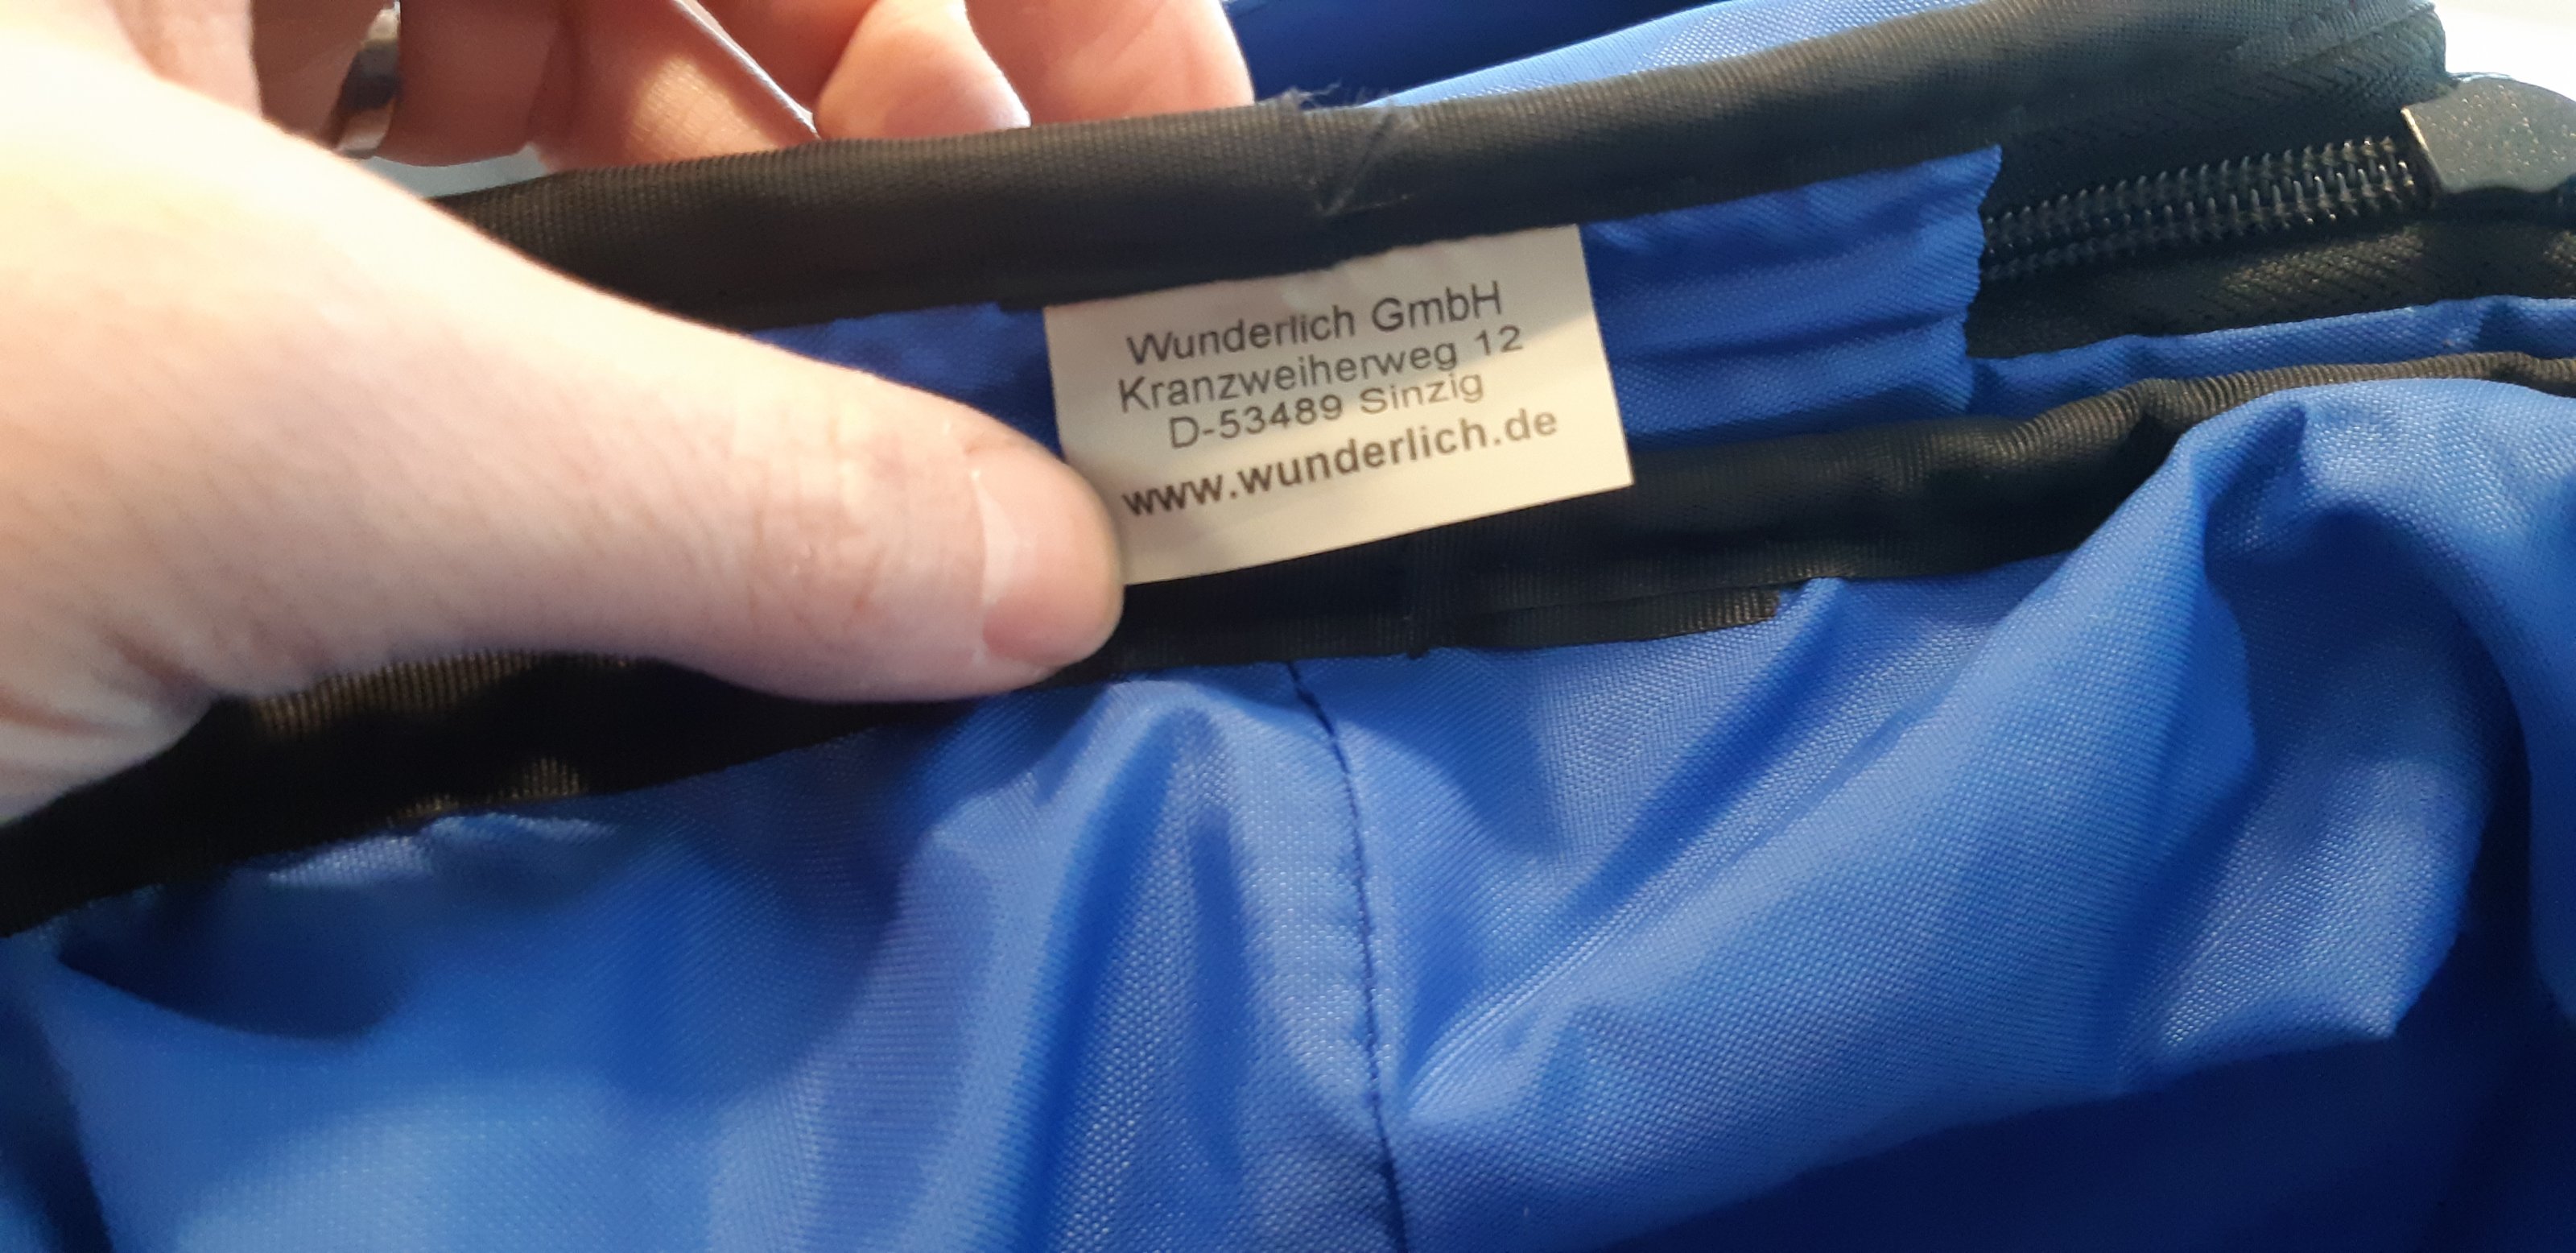 Wunderlich GmbH
Kranzweiherweg 12
D-53489 Sinzig
www.wunderlich.de